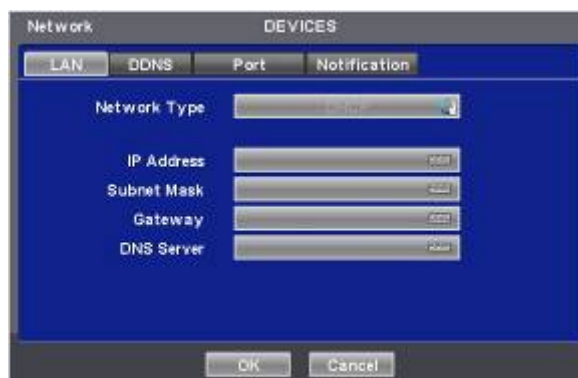 Network DEVICES
LAN DDNS Port Notification
Network Type
IP Address
Subnet Mask
Gateway
DNS Server
OK Cancel